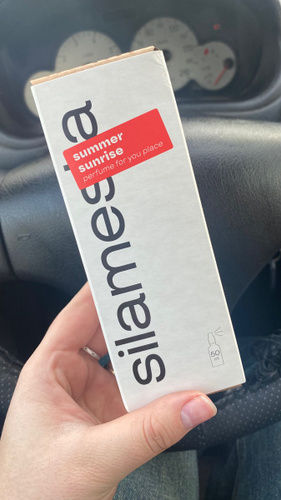 silamesta
summer
sunrise
perfume for you place
50